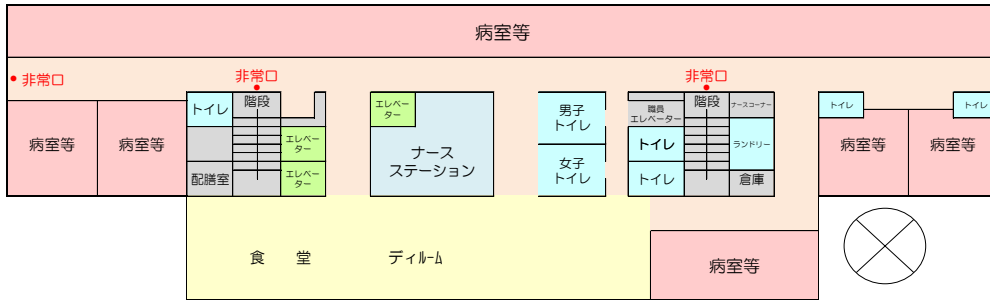 病室等
非常口
非常口
非常口
トイレ
階段
エレベー
ター
男子
トイレ
職員
エレベーター
階段
ナースコーナー
トイレ
トイレ
病室等
病室等
エレベー
ター
ナース
ステーション
トイレ
ランドリー
病室等
病室等
配膳室
エレベー
ター
女子
トイレ
トイレ
倉庫
食堂
ディルーム
病室等